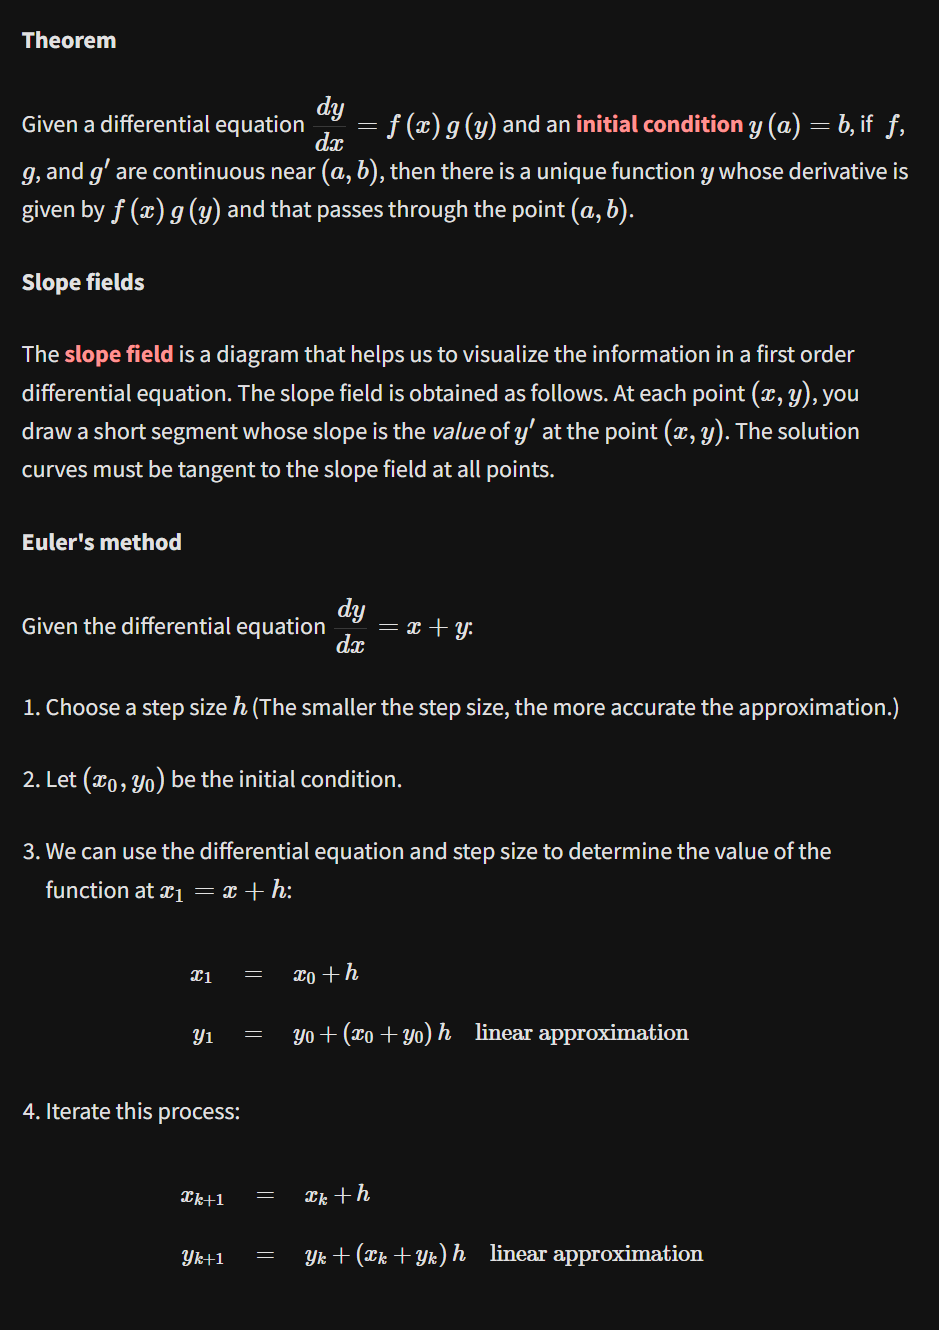 Theorem
Given a differential equation dy/dx = f (x) g (y) and an initial condition y (a) = b, if f,
g, and g′ are continuous near (a, b), then there is a unique function y whose derivative is
given by f (x) g (y) and that passes through the point (a, b).
Slope fields
The slope field is a diagram that helps us to visualize the information in a first order
differential equation. The slope field is obtained as follows. At each point (x, y), you
draw a short segment whose slope is the value of y′ at the point (x, y). The solution
curves must be tangent to the slope field at all points.
Euler's method
Given the differential equation dy/dx = x + y:
1. Choose a step size h (The smaller the step size, the more accurate the approximation.)
2. Let (x₀, y₀) be the initial condition.
3. We can use the differential equation and step size to determine the value of the
function at x₁ = x + h:
x₁ = x₀ + h
y₁ = y₀ + (x₀ + y₀) h linear approximation
4. Iterate this process:
xₖ₊₁ = xₖ + h
yₖ₊₁ = yₖ + (xₖ + yₖ) h linear approximation